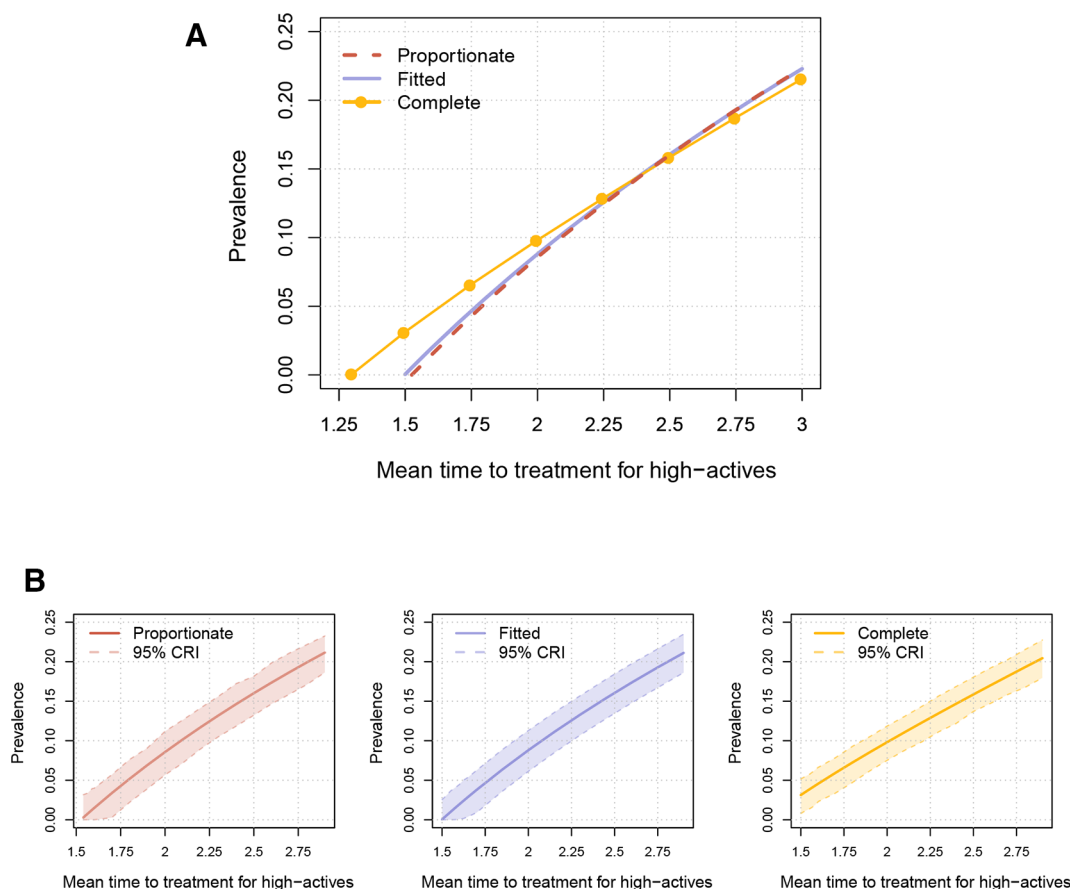 A
Proportionate
Fitted
Complete
0.25
0.20
0.15
0.10
0.05
0.00
Prevalence
1.25 1.5 1.75 2 2.25 2.5 2.75 3
Mean time to treatment for high−actives
B
Proportionate
95% CRI
0.25
0.20
0.15
0.10
0.05
0.00
Prevalence
1.5 1.75 2 2.25 2.5 2.75
Mean time to treatment for high−actives
Fitted
95% CRI
0.25
0.20
0.15
0.10
0.05
0.00
Prevalence
1.5 1.75 2 2.25 2.5 2.75
Mean time to treatment for high−actives
Complete
95% CRI
0.25
0.20
0.15
0.10
0.05
0.00
Prevalence
1.5 1.75 2 2.25 2.5 2.75
Mean time to treatment for high−actives